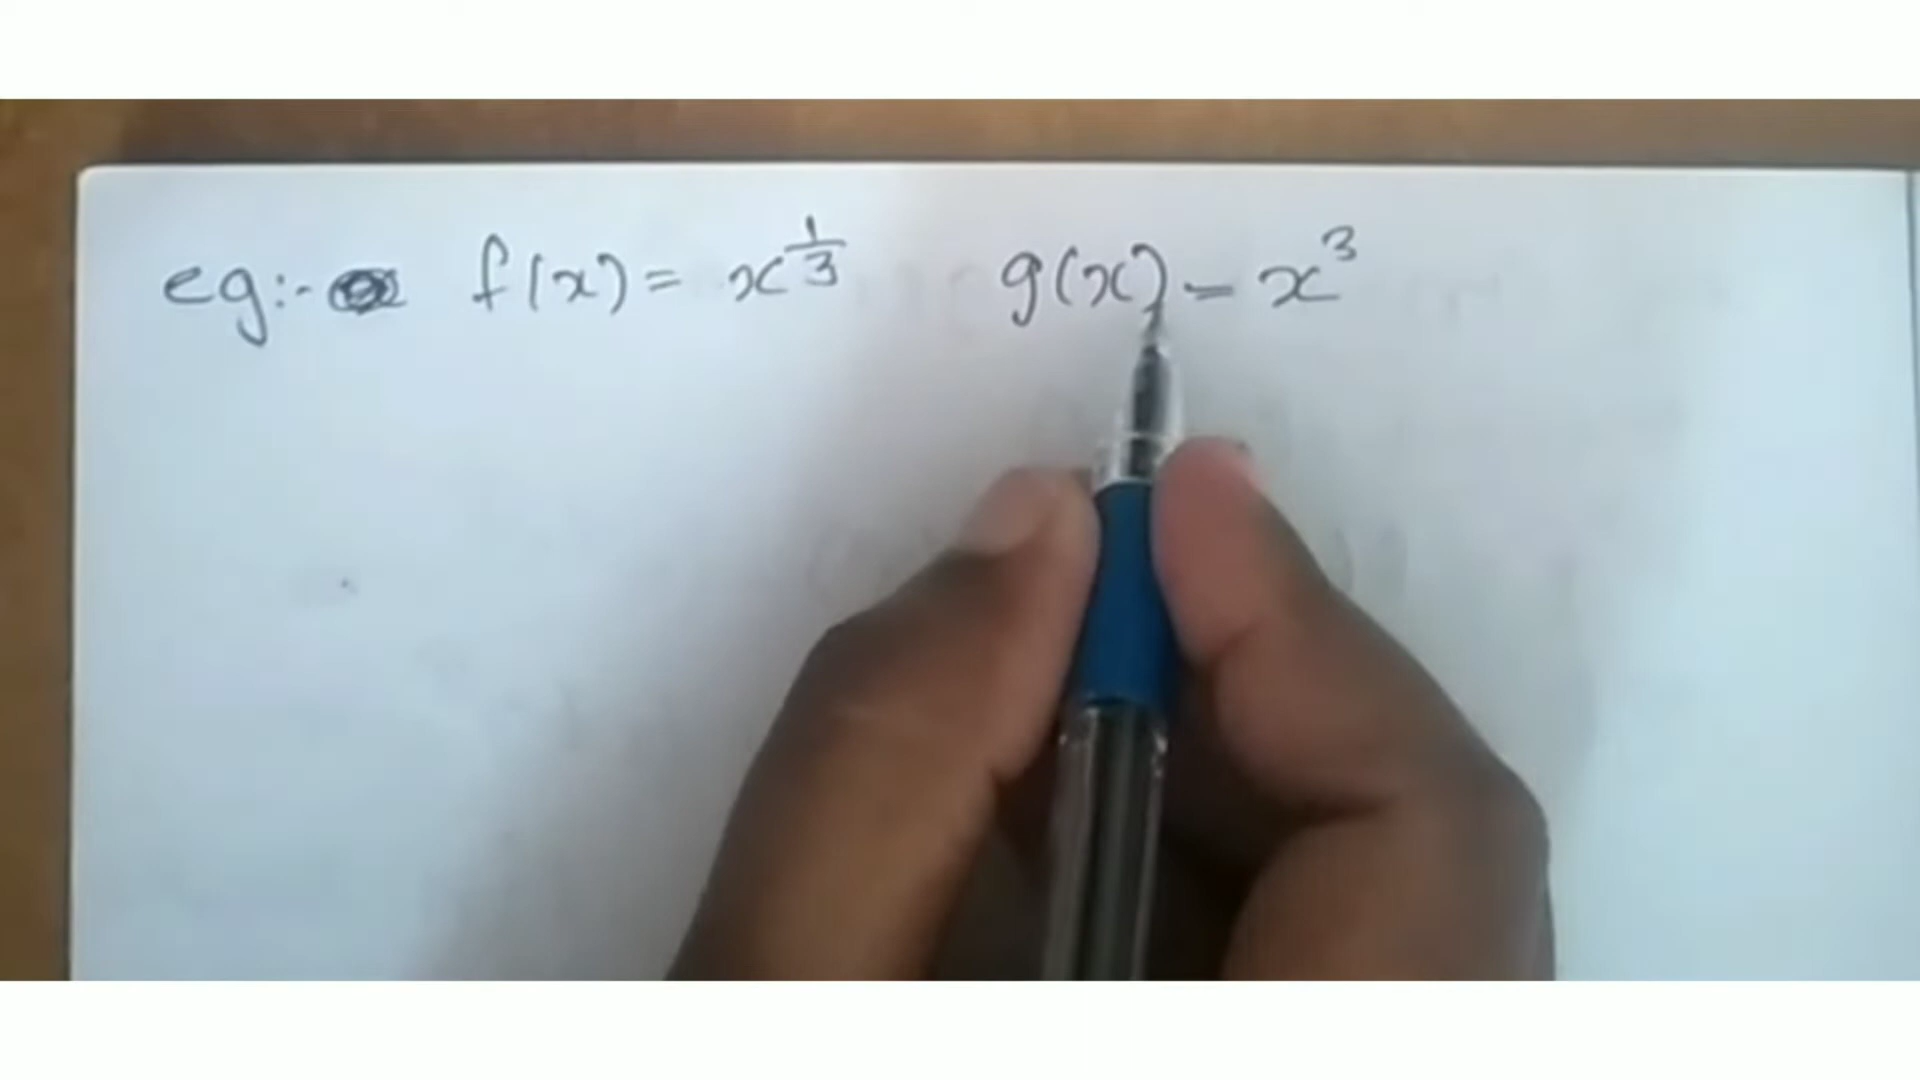 eg:- f(x) = x^{1/3} g(x) = x^3